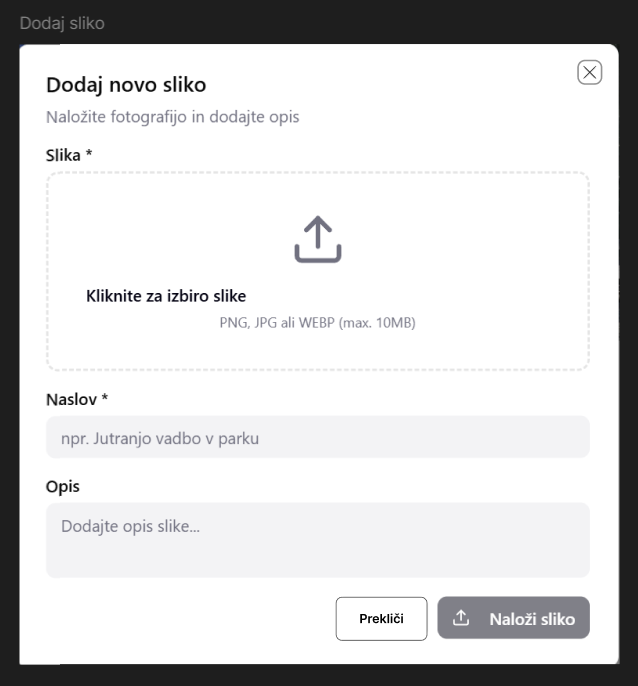 Dodaj sliko
Dodaj novo sliko
Naložite fotografijo in dodajte opis
Slika *
Kliknite za izbiro slike
PNG, JPG ali WEBP (max. 10MB)
Naslov *
npr. Jutranjo vadbo v parku
Opis
Dodajte opis slike...
Prekliči
Naloži sliko